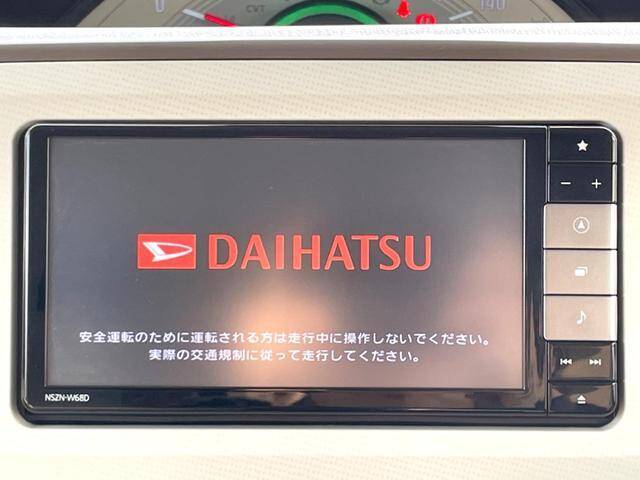 CVT
140
DAIHATSU
安全運転のために運転される方は走行中に操作しないでください。
実際の交通規制に従って走行してください。
NSZN-W68D